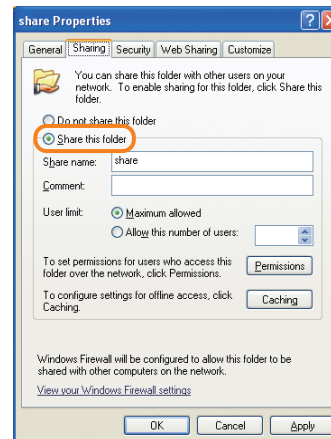 share Properties
General Sharing Security Web Sharing Customize
You can share this folder with other users on your
network. To enable sharing for this folder, click Share this
folder.
Do not share this folder
Share this folder
Share name: share
Comment:
User limit: Maximum allowed
Allow this number of users:
To set permissions for users who access this
folder over the network, click Permissions.
Permissions
To configure settings for offline access, click
Caching.
Caching
Windows Firewall will be configured to allow this folder to be
shared with other computers on the network.
View your Windows Firewall settings
OK Cancel Apply